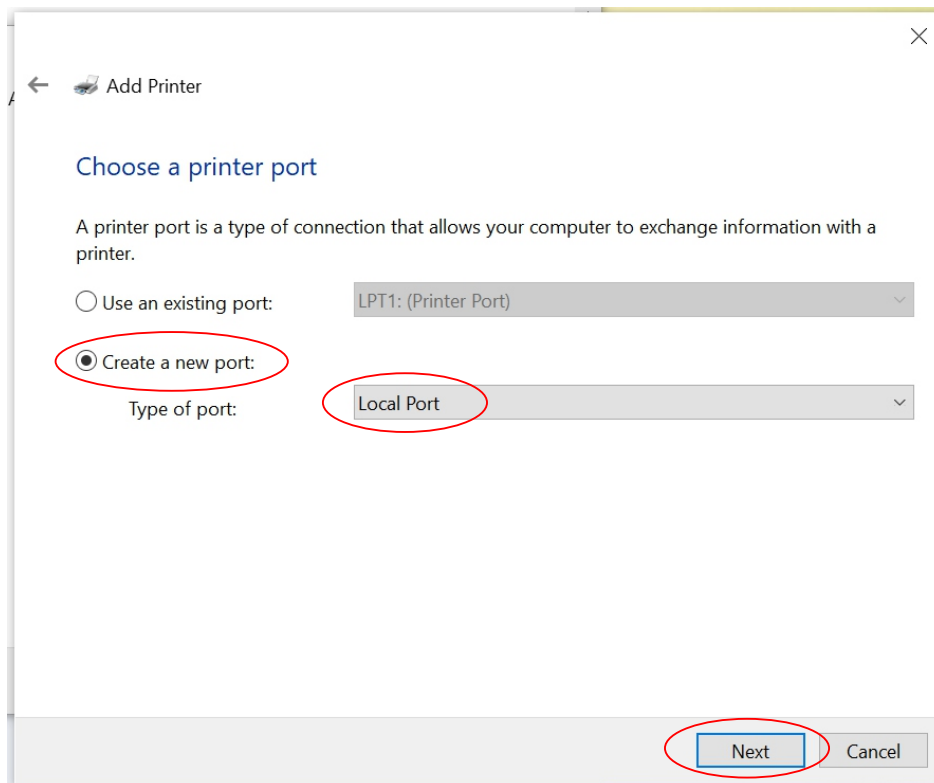 Add Printer
Choose a printer port
A printer port is a type of connection that allows your computer to exchange information with a
printer.
Use an existing port:
LPT1: (Printer Port)
Create a new port:
Type of port:
Local Port
Next
Cancel